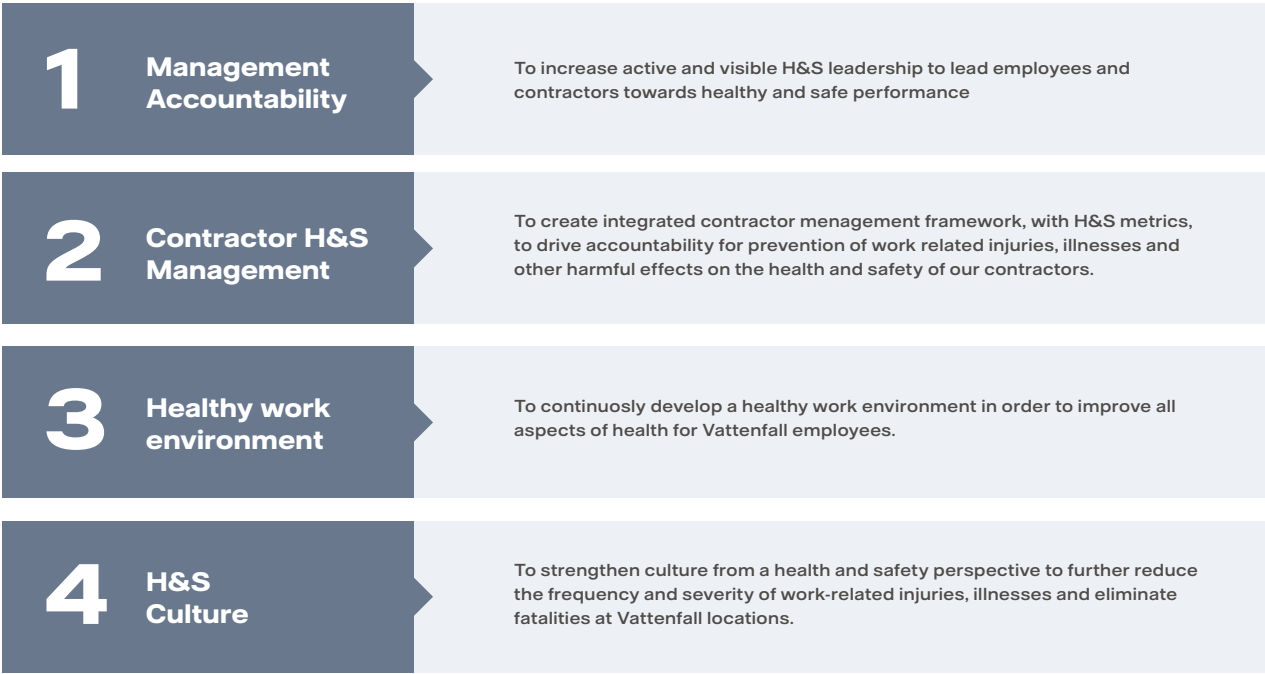 1
Management
Accountability
To increase active and visible H&S leadership to lead employees and
contractors towards healthy and safe performance
2
Contractor H&S
Management
To create integrated contractor menagement framework, with H&S metrics,
to drive accountability for prevention of work related injuries, illnesses and
other harmful effects on the health and safety of our contractors.
3
Healthy work
environment
To continuosly develop a healthy work environment in order to improve all
aspects of health for Vattenfall employees.
4
H&S
Culture
To strengthen culture from a health and safety perspective to further reduce
the frequency and severity of work-related injuries, illnesses and eliminate
fatalities at Vattenfall locations.